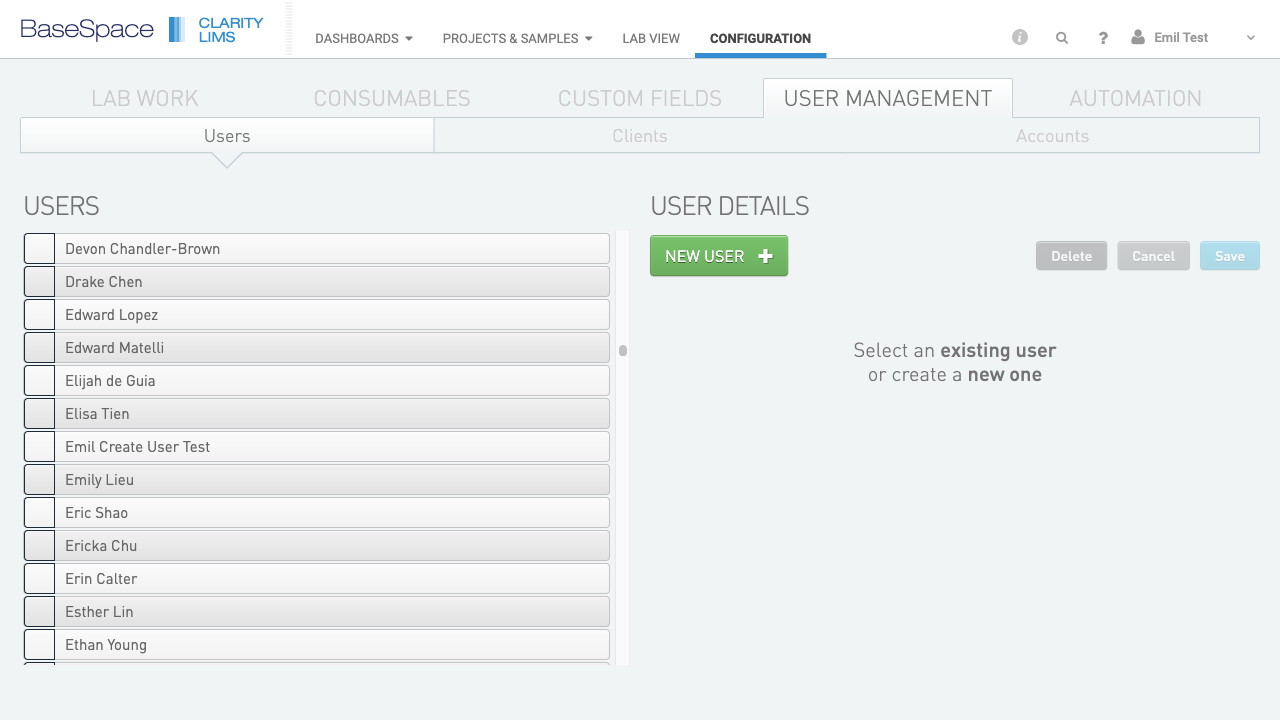 BaseSpace
CLARITY
LIMS
DASHBOARDS
PROJECTS & SAMPLES
LAB VIEW
CONFIGURATION
Emil Test
LAB WORK
CONSUMABLES
CUSTOM FIELDS
USER MANAGEMENT
AUTOMATION
Users
Clients
Accounts
USERS
Devon Chandler-Brown
Drake Chen
Edward Lopez
Edward Matelli
Elijah de Guia
Elisa Tien
Emil Create User Test
Emily Lieu
Eric Shao
Ericka Chu
Erin Calter
Esther Lin
Ethan Young
USER DETAILS
NEW USER
Delete
Cancel
Save
Select an existing user
or create a new one